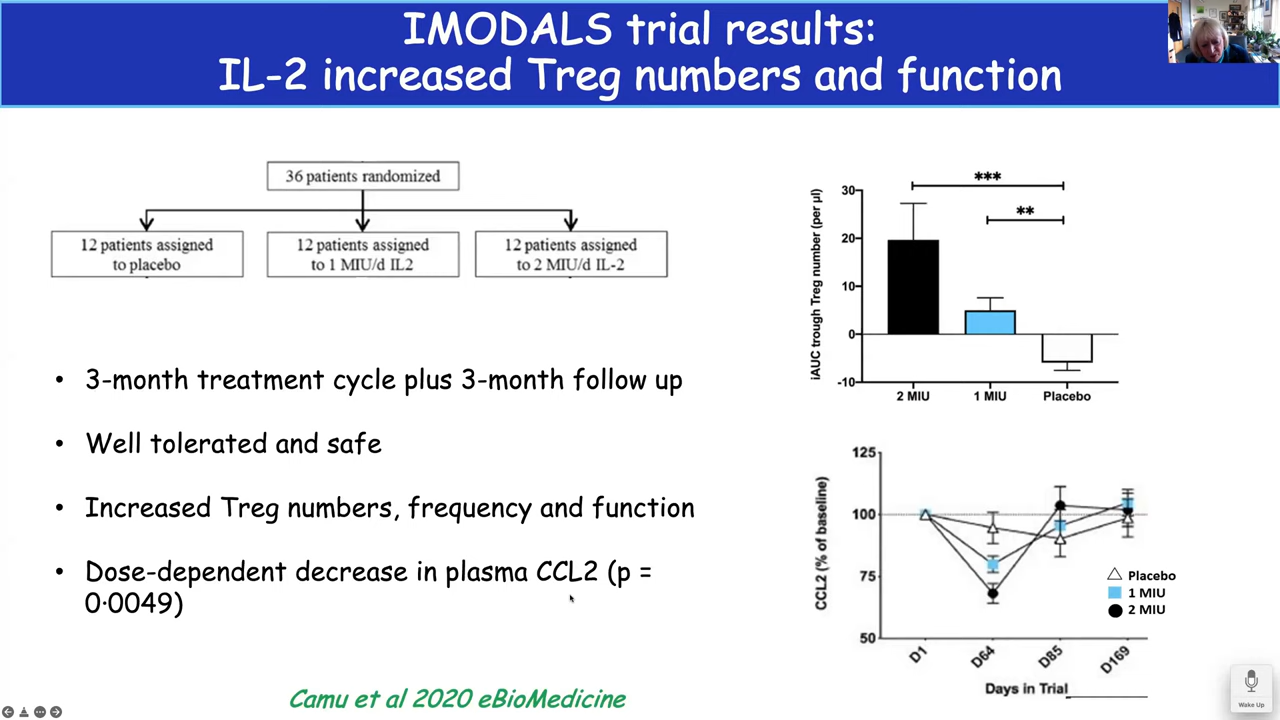 IMODALS trial results:
IL-2 increased Treg numbers and function
36 patients randomized
12 patients assigned
to placebo
12 patients assigned
to 1 MIU/d IL2
12 patients assigned
to 2 MIU/d IL-2
• 3-month treatment cycle plus 3-month follow up
• Well tolerated and safe
• Increased Treg numbers, frequency and function
• Dose-dependent decrease in plasma CCL2 (p =
0·0049)
Camu et al 2020 eBioMedicine
iAUC trough Treg number (per µl)
30
20
10
0
-10
***
**
2 MIU
1 MIU
Placebo
CCL2 (% of baseline)
125
100
75
50
D1
D64
D85
D169
Days in Trial
Placebo
1 MIU
2 MIU
Wake Up